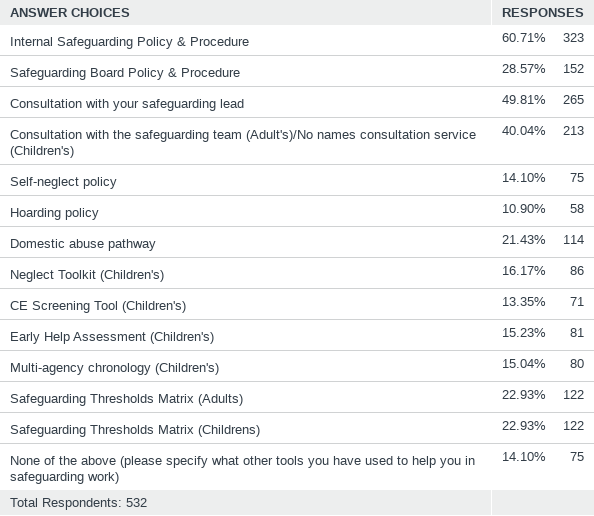 ANSWER CHOICES RESPONSES
Internal Safeguarding Policy & Procedure 60.71% 323
Safeguarding Board Policy & Procedure 28.57% 152
Consultation with your safeguarding lead 49.81% 265
Consultation with the safeguarding team (Adult's)/No names consultation service 40.04% 213
(Children's)
Self-neglect policy 14.10% 75
Hoarding policy 10.90% 58
Domestic abuse pathway 21.43% 114
Neglect Toolkit (Children's) 16.17% 86
CE Screening Tool (Children's) 13.35% 71
Early Help Assessment (Children's) 15.23% 81
Multi-agency chronology (Children's) 15.04% 80
Safeguarding Thresholds Matrix (Adults) 22.93% 122
Safeguarding Thresholds Matrix (Childrens) 22.93% 122
None of the above (please specify what other tools you have used to help you in 14.10% 75
safeguarding work)
Total Respondents: 532